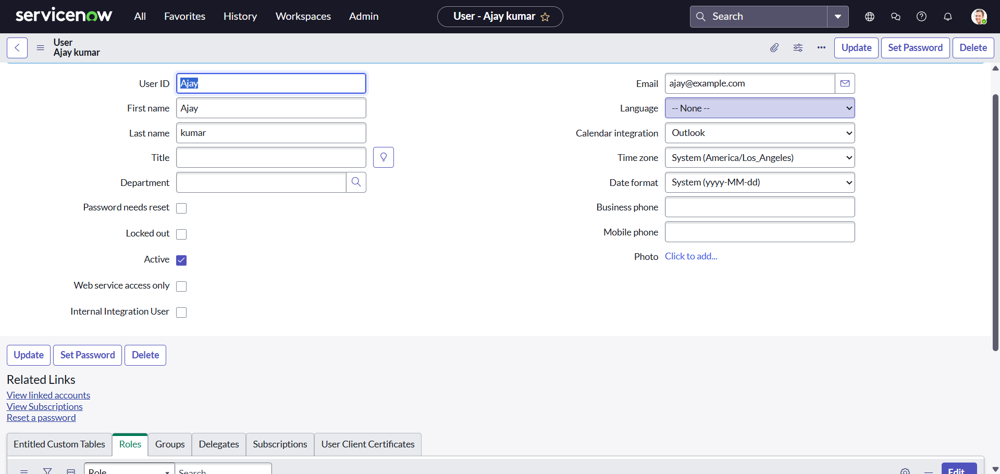 servicenow All Favorites History Workspaces Admin User - Ajay kumar Search
User
Ajay kumar
Update Set Password Delete
User ID Ajay
First name Ajay
Last name kumar
Title
Department
Password needs reset
Locked out
Active
Web service access only
Internal Integration User
Email ajay@example.com
Language -- None --
Calendar integration Outlook
Time zone System (America/Los_Angeles)
Date format System (yyyy-MM-dd)
Business phone
Mobile phone
Photo Click to add...
Update Set Password Delete
Related Links
View linked accounts
View Subscriptions
Reset a password
Entitled Custom Tables Roles Groups Delegates Subscriptions User Client Certificates
Role Search Edit...